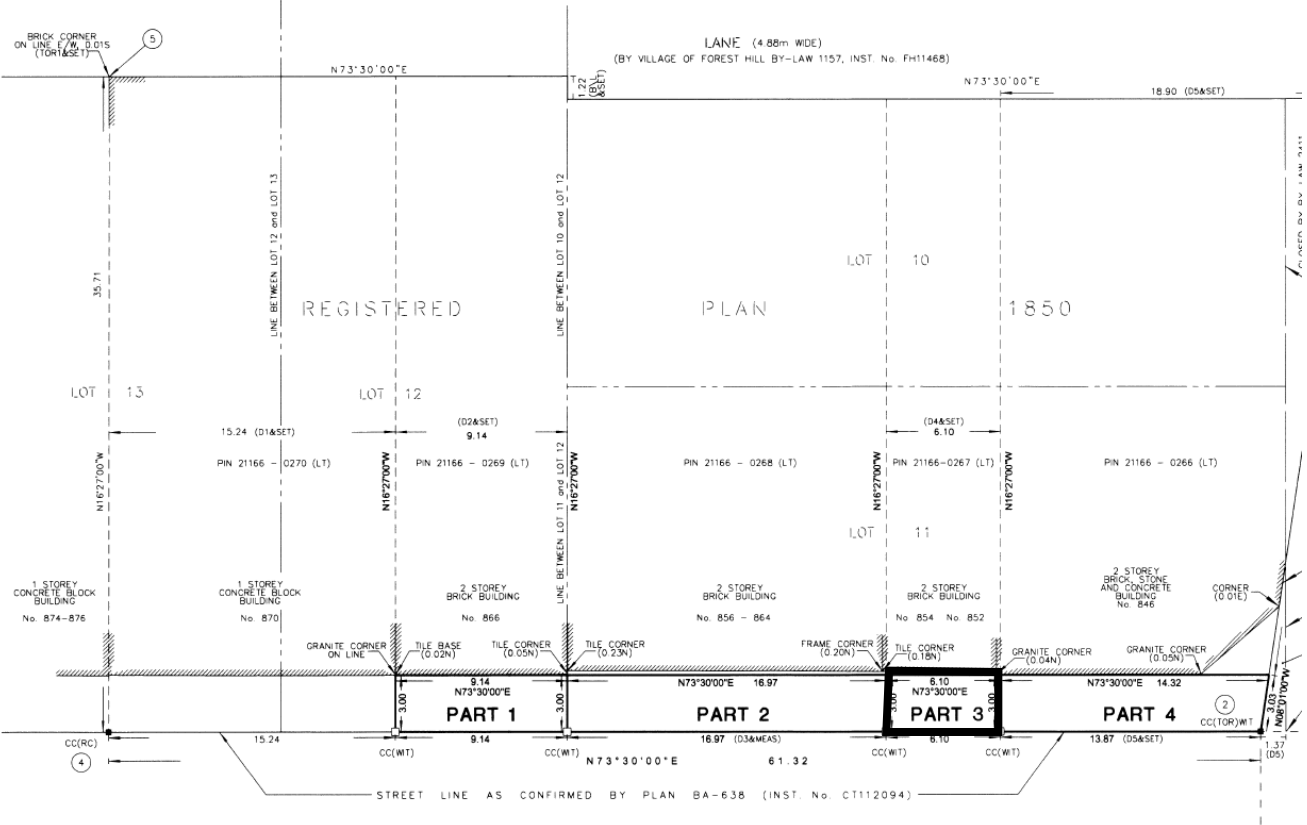 BRICK CORNER
ON LINE E/W, 0.01S
(TOR1&SET)
5
N73°30'00"E
1.22
(B\L
&SET)
LANE (4.88m WIDE)
(BY VILLAGE OF FOREST HILL BY-LAW 1157, INST. No. FH11468)
N73°30'00"E
18.90 (D5&SET)
CLOSED BY BY-LAW
35.71
LINE BETWEEN LOT 12 and LOT 13
LINE BETWEEN LOT 10 and LOT 12
LOT 10
REGISTERED PLAN 1850
LOT 13
LOT 12
15.24 (D1&SET)
(D2&SET)
9.14
(D4&SET)
6.10
N16°27'00"W
PIN 21166 - 0270 (LT)
N16°27'00"W
PIN 21166 - 0269 (LT)
LINE BETWEEN LOT 11 and LOT 12
N16°27'00"W
PIN 21166 - 0268 (LT)
N16°27'00"W
PIN 21166-0267 (LT)
N16°27'00"W
PIN 21166 - 0266 (LT)
LOT 11
1 STOREY
CONCRETE BLOCK
BUILDING
No. 874-876
1 STOREY
CONCRETE BLOCK
BUILDING
No. 870
2 STOREY
BRICK BUILDING
No. 866
2 STOREY
BRICK BUILDING
No. 856 - 864
2 STOREY
BRICK BUILDING
No 854 No. 852
2 STOREY
BRICK, STONE
AND CONCRETE
BUILDING
No. 846
CORNER
(0.01E)
GRANITE CORNER
ON LINE
TILE BASE
(0.02N)
TILE CORNER
(0.05N)
TILE CORNER
(0.23N)
FRAME CORNER
(0.20N)
TILE CORNER
(0.18N)
GRANITE CORNER
(0.04N)
GRANITE CORNER
(0.05N)
9.14
N73°30'00"E
N73°30'00"E 16.97
6.10
N73°30'00"E
N73°30'00"E 14.32
3.00
PART 1
3.00
PART 2
3.00
PART 3
3.00
PART 4
2
CC(TOR)WIT
3.03
N08°01'00"W
CC(RC)
4
15.24
CC(WIT)
9.14
CC(WIT)
16.97 (D3&MEAS)
CC(WIT)
6.10
CC(WIT)
13.87 (D5&SET)
1.37
(D5)
N73°30'00"E 61.32
STREET LINE AS CONFIRMED BY PLAN BA-638 (INST. No. CT112094)